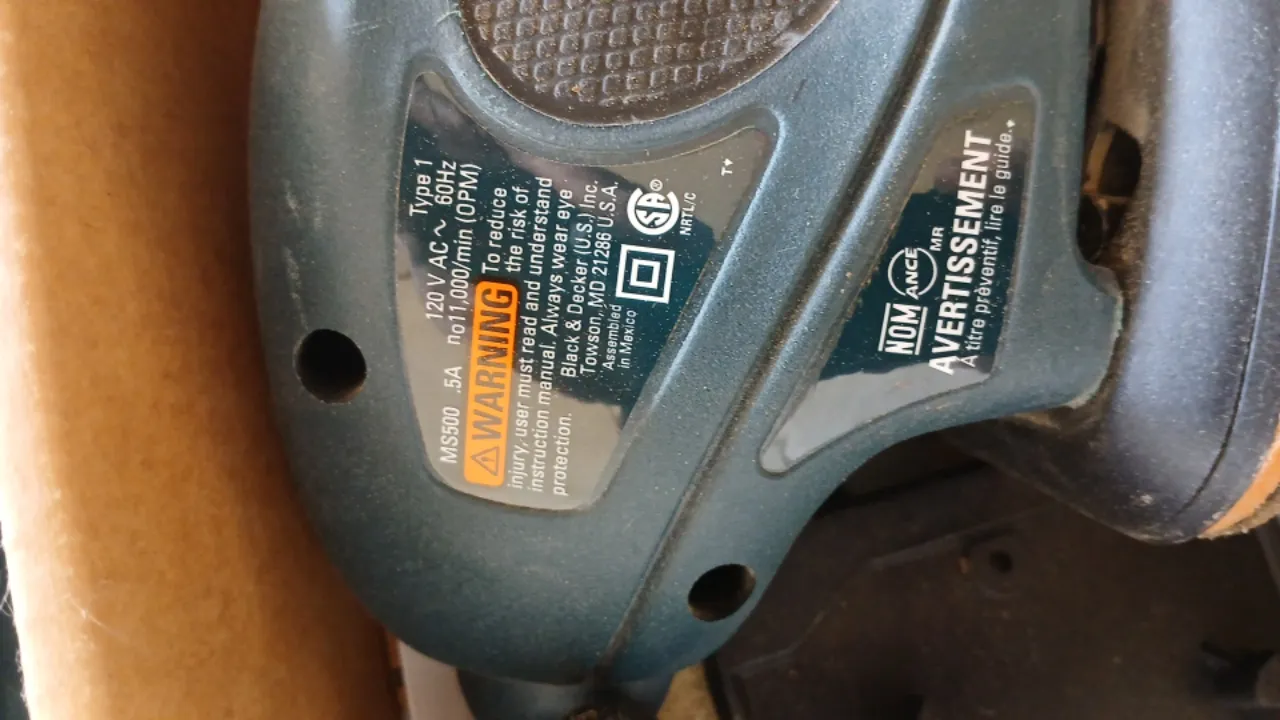 MS500 .5A 120 V AC ~ Type 1
60Hz
no11,000/min (OPM)
⚠WARNING To reduce
the risk of
injury, user must read and understand
instruction manual. Always wear eye
protection.
Black & Decker (U.S.) Inc.
Towson, MD 21286 U.S.A.
Assembled
in Mexico
SA®
NRTL/C
T♦
NOM ANCE MR
AVERTISSEMENT
À titre préventif, lire le guide.♦